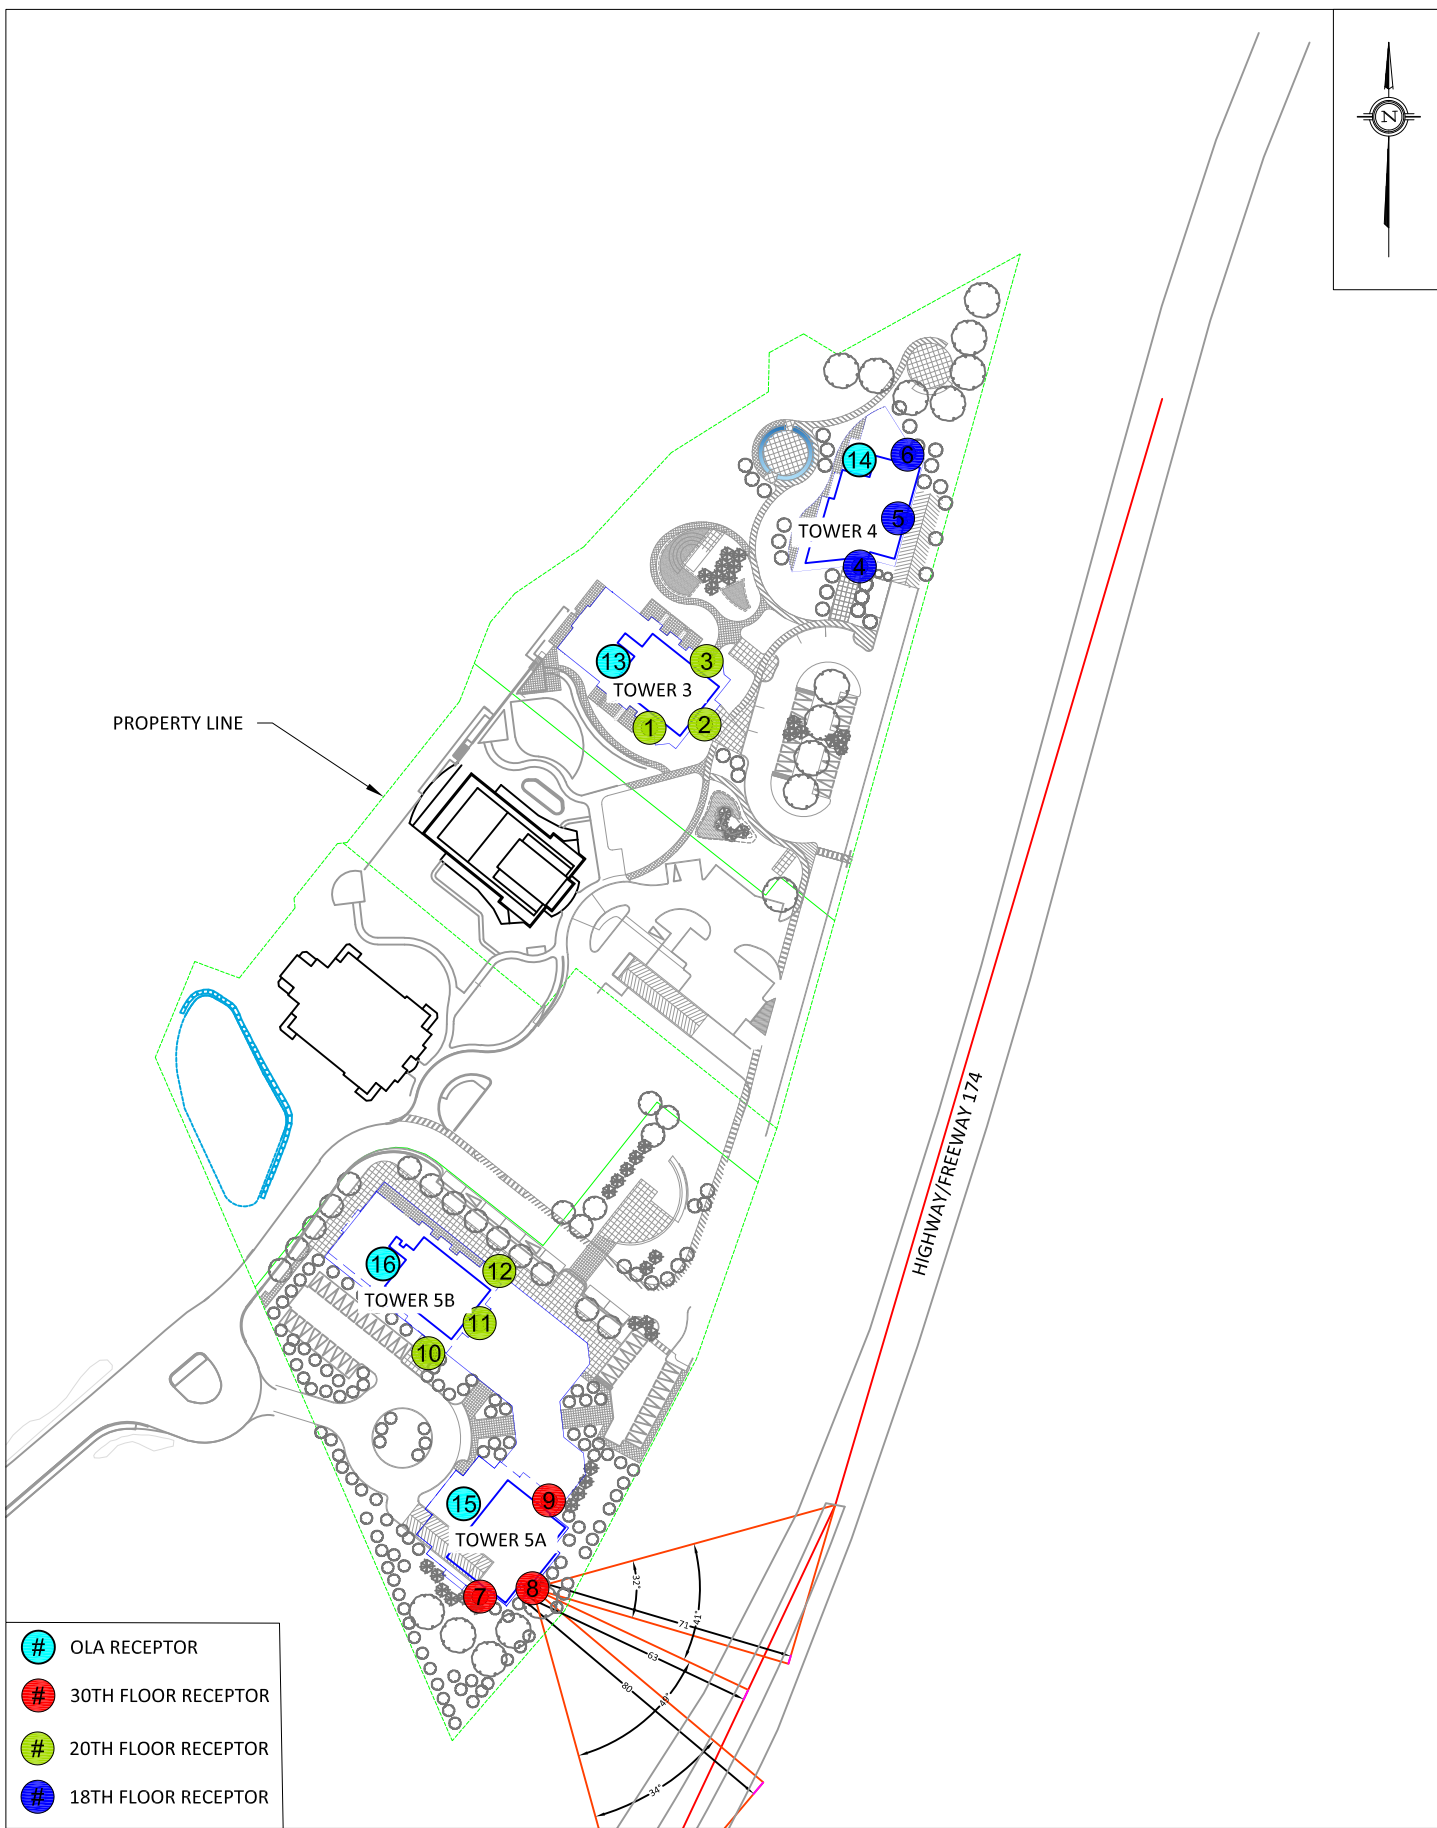 N
14
6
5
TOWER 4
4
3
13
TOWER 3
1
2
PROPERTY LINE
HIGHWAY/FREEWAY 174
12
16
TOWER 5B
11
10
9
15
TOWER 5A
8
7
32°
41°
71
63
49°
80
34°
# OLA RECEPTOR
# 30TH FLOOR RECEPTOR
# 20TH FLOOR RECEPTOR
# 18TH FLOOR RECEPTOR